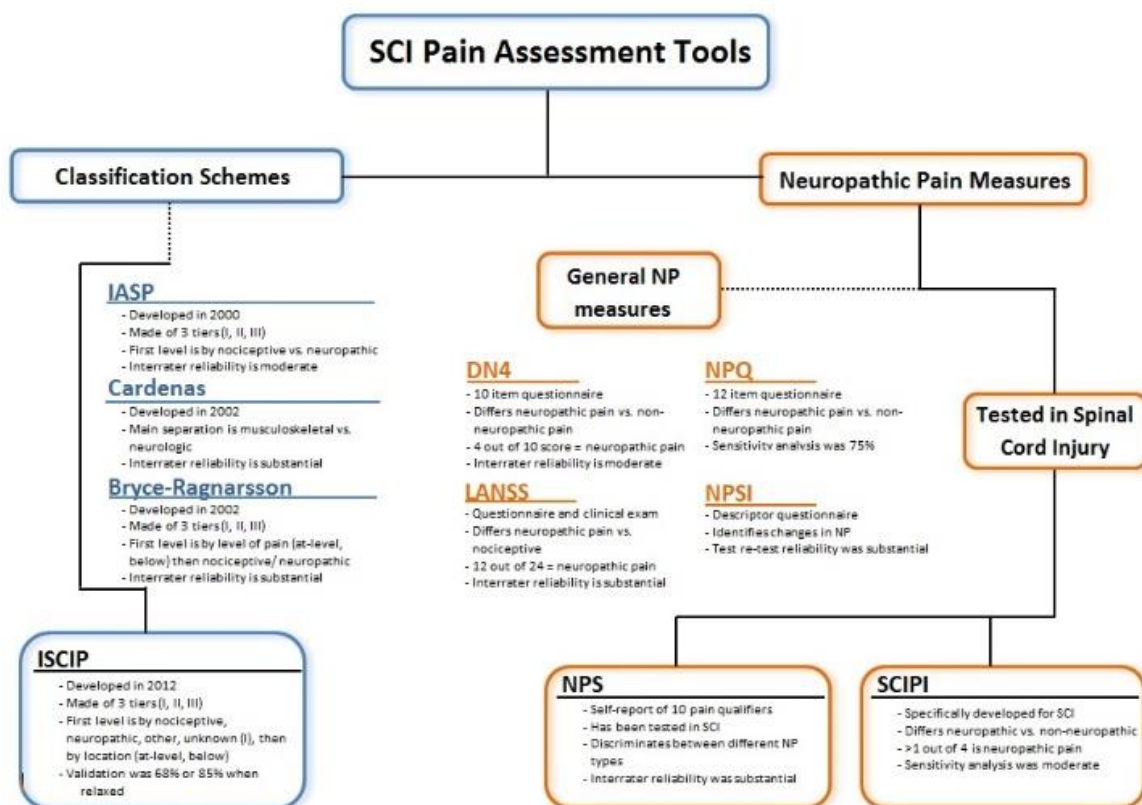 SCI Pain Assessment Tools
Classification Schemes
Neuropathic Pain Measures
IASP
- Developed in 2000
- Made of 3 tiers (I, II, III)
- First level is by nociceptive vs. neuropathic
- Interrater reliability is moderate
Cardenas
- Developed in 2002
- Main separation is musculoskeletal vs.
neurologic
- Interrater reliability is substantial
Bryce-Ragnarsson
- Developed in 2002
- Made of 3 tiers (I, II, III)
- First level is by level of pain (at-level,
below) then nociceptive/ neuropathic
- Interrater reliability is substantial
ISCIP
- Developed in 2012
- Made of 3 tiers (I, II, III)
- First level is by nociceptive,
neuropathic, other, unknown (I), then
by location (at-level, below)
- Validation was 68% or 85% when
relaxed
General NP
measures
DN4
- 10 item questionnaire
- Differs neuropathic pain vs. non-
neuropathic pain
- 4 out of 10 score = neuropathic pain
- Interrater reliability is moderate
LANSS
- Questionnaire and clinical exam
- Differs neuropathic pain vs.
nociceptive
- 12 out of 24 = neuropathic pain
- Interrater reliability is substantial
NPQ
- 12 item questionnaire
- Differs neuropathic pain vs. non-
neuropathic pain
- Sensitivity analysis was 75%
NPSI
- Descriptor questionnaire
- Identifies changes in NP
- Test re-test reliability was substantial
Tested in Spinal
Cord Injury
NPS
- Self-report of 10 pain qualifiers
- Has been tested in SCI
- Discriminates between different NP
types
- Interrater reliability was substantial
SCIPI
- Specifically developed for SCI
- Differs neuropathic vs. non-neuropathic
- >1 out of 4 is neuropathic pain
- Sensitivity analysis was moderate